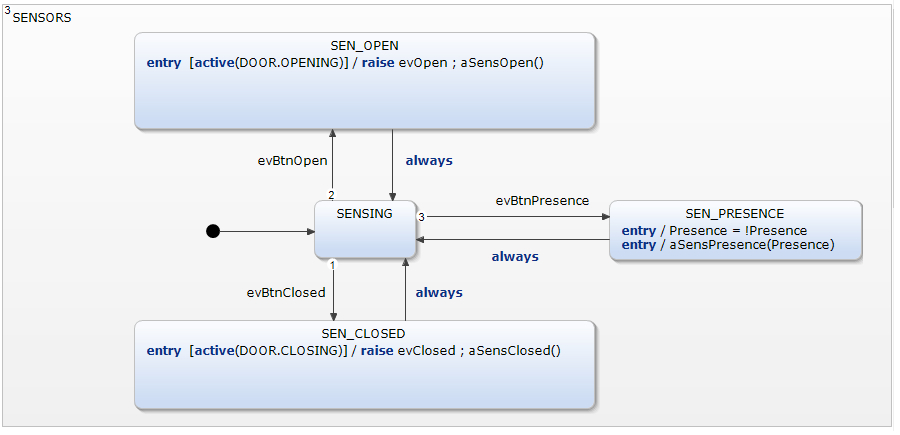 3
SENSORS
SEN_OPEN
entry [active(DOOR.OPENING)] / raise evOpen ; aSensOpen()
evBtnOpen
always
2
SENSING
3
evBtnPresence
SEN_PRESENCE
entry / Presence = !Presence
entry / aSensPresence(Presence)
always
1
evBtnClosed
always
SEN_CLOSED
entry [active(DOOR.CLOSING)] / raise evClosed ; aSensClosed()